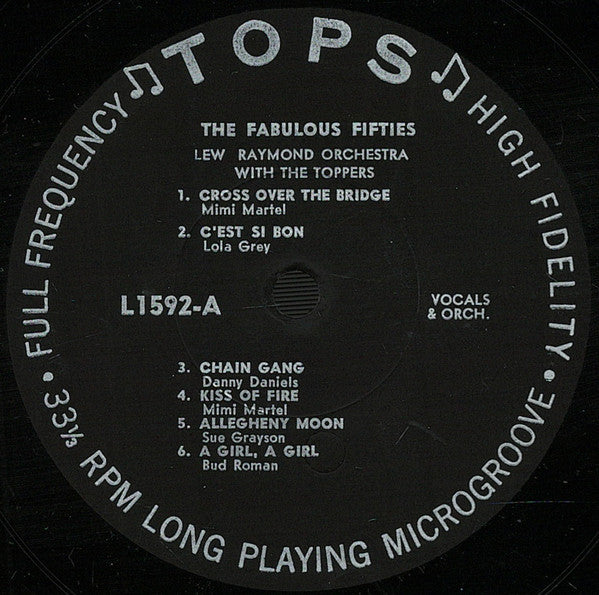 TOPS
THE FABULOUS FIFTIES
LEW RAYMOND ORCHESTRA
WITH THE TOPPERS
1. CROSS OVER THE BRIDGE
Mimi Martel
2. C'EST SI BON
Lola Grey
L1592-A
VOCALS
& ORCH.
3. CHAIN GANG
Danny Daniels
4. KISS OF FIRE
Mimi Martel
5. ALLEGHENY MOON
Sue Grayson
6. A GIRL, A GIRL
Bud Roman
FULL FREQUENCY
HIGH FIDELITY
• 33⅓ RPM LONG PLAYING MICROGROOVE •